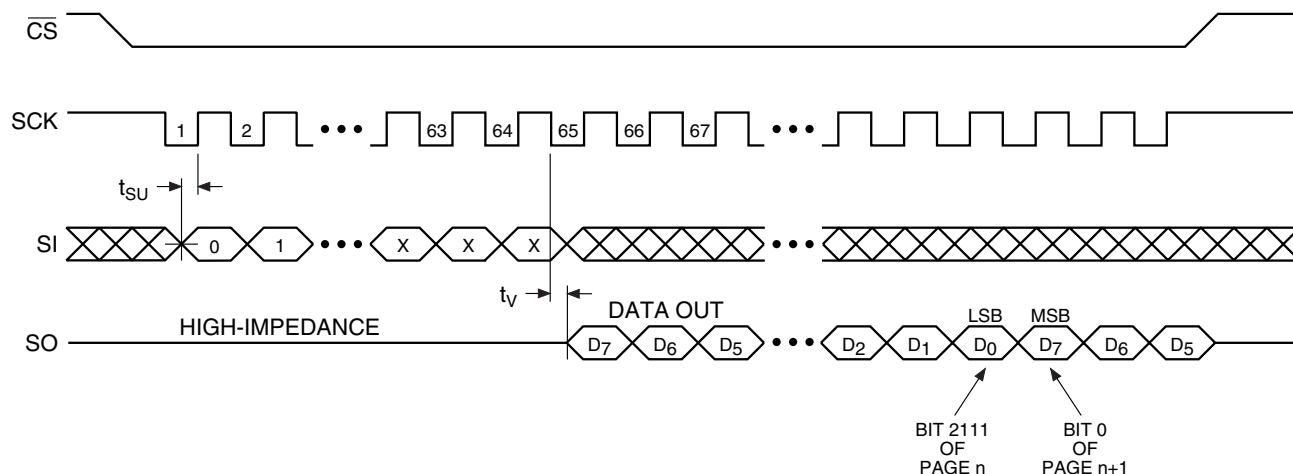 CS
SCK 1 2 ••• 63 64 65 66 67 •••
tSU
SI 0 1 ••• X X X •••
tV
DATA OUT
HIGH-IMPEDANCE
LSB MSB
SO D7 D6 D5 ••• D2 D1 D0 D7 D6 D5
BIT 2111
OF
PAGE n
BIT 0
OF
PAGE n+1